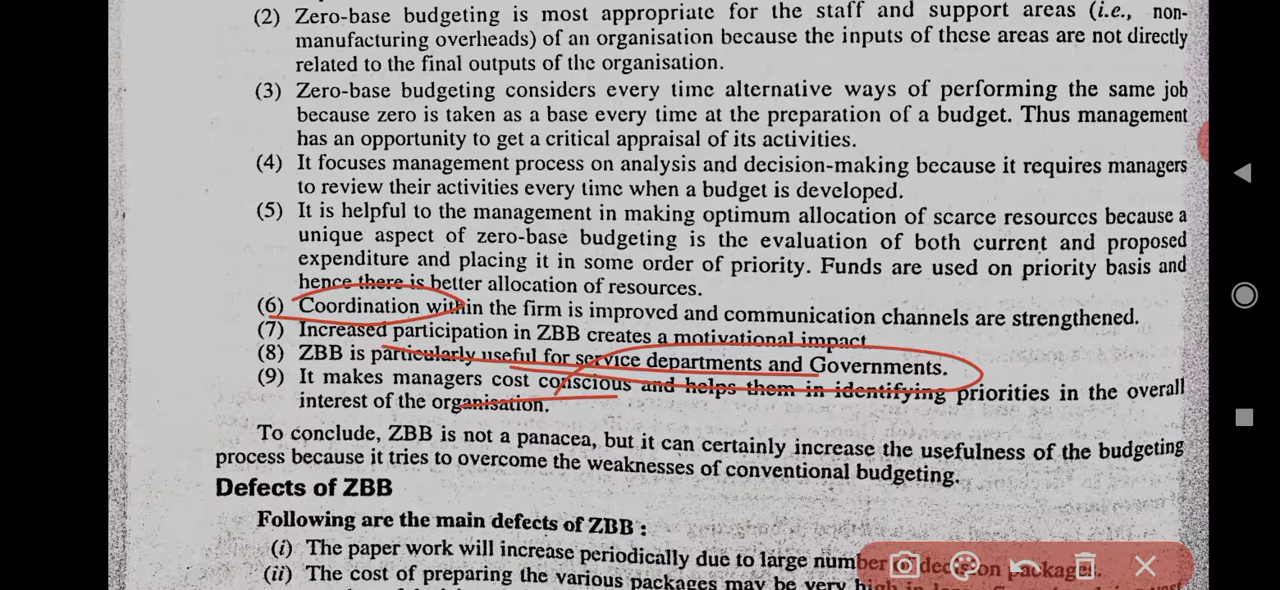 (2) Zero-base budgeting is most appropriate for the staff and support areas (i.e., non-
manufacturing overheads) of an organisation because the inputs of these areas are not directly
related to the final outputs of the organisation.
(3) Zero-base budgeting considers every time alternative ways of performing the same job
because zero is taken as a base every time at the preparation of a budget. Thus management
has an opportunity to get a critical appraisal of its activities.
(4) It focuses management process on analysis and decision-making because it requires managers
to review their activities every time when a budget is developed.
(5) It is helpful to the management in making optimum allocation of scarce resources because a
unique aspect of zero-base budgeting is the evaluation of both current and proposed
expenditure and placing it in some order of priority. Funds are used on priority basis and
hence there is better allocation of resources.
(6) Coordination within the firm is improved and communication channels are strengthened.
(7) Increased participation in ZBB creates a motivational impact.
(8) ZBB is particularly useful for service departments and Governments.
(9) It makes managers cost conscious and helps them in identifying priorities in the overall
interest of the organisation.
To conclude, ZBB is not a panacea, but it can certainly increase the usefulness of the budgeting
process because it tries to overcome the weaknesses of conventional budgeting.
Defects of ZBB
Following are the main defects of ZBB :
(i) The paper work will increase periodically due to large number of decision packages.
(ii) The cost of preparing the various packages may be very high